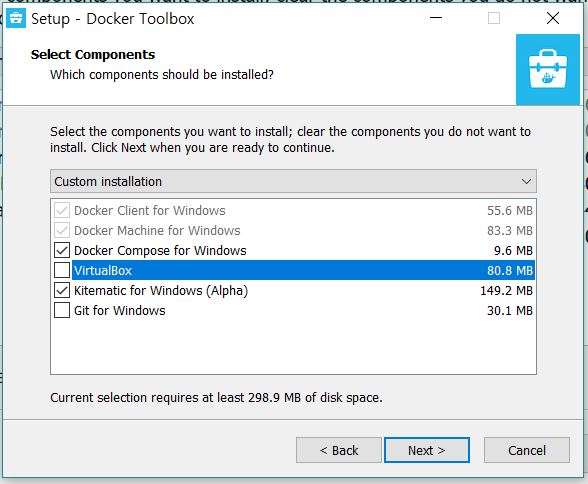 Setup - Docker Toolbox
Select Components
Which components should be installed?
Select the components you want to install; clear the components you do not want to
install. Click Next when you are ready to continue.
Custom installation
Docker Client for Windows 55.6 MB
Docker Machine for Windows 83.3 MB
Docker Compose for Windows 9.6 MB
VirtualBox 80.8 MB
Kitematic for Windows (Alpha) 149.2 MB
Git for Windows 30.1 MB
Current selection requires at least 298.9 MB of disk space.
< Back Next > Cancel